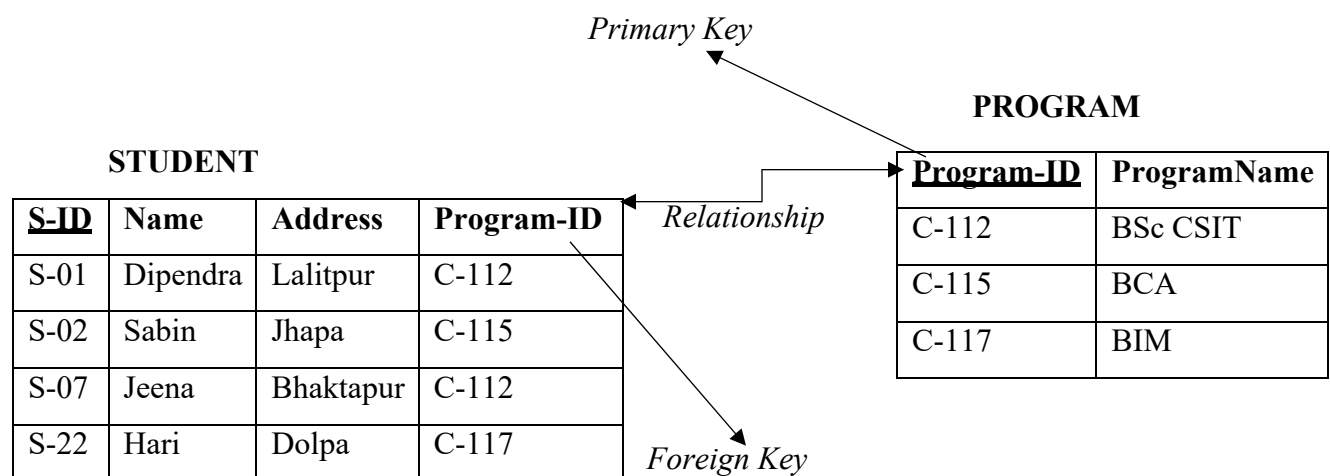 Primary Key
PROGRAM
STUDENT
Program-ID ProgramName
S-ID Name Address Program-ID
Relationship
C-112 BSc CSIT
S-01 Dipendra Lalitpur C-112
C-115 BCA
S-02 Sabin Jhapa C-115
C-117 BIM
S-07 Jeena Bhaktapur C-112
S-22 Hari Dolpa C-117
Foreign Key